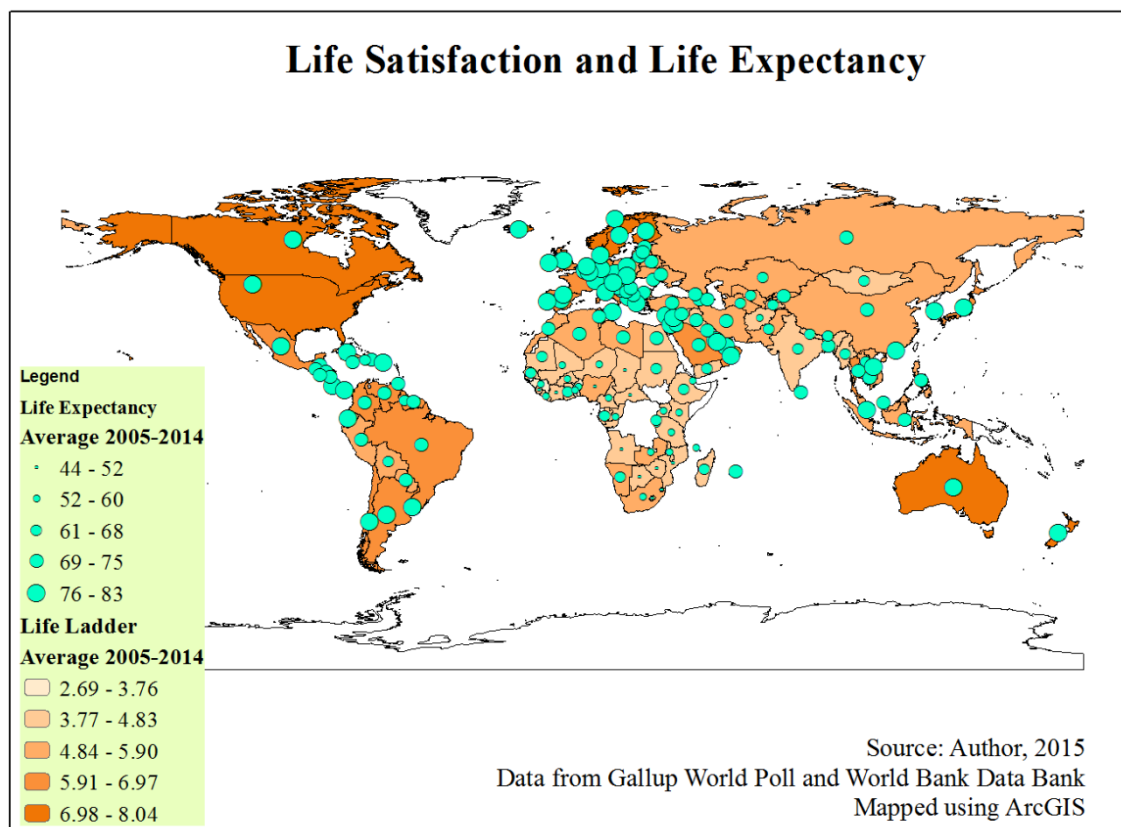 Life Satisfaction and Life Expectancy
Legend
Life Expectancy
Average 2005-2014
44 - 52
52 - 60
61 - 68
69 - 75
76 - 83
Life Ladder
Average 2005-2014
2.69 - 3.76
3.77 - 4.83
4.84 - 5.90
5.91 - 6.97
6.98 - 8.04
Source: Author, 2015
Data from Gallup World Poll and World Bank Data Bank
Mapped using ArcGIS